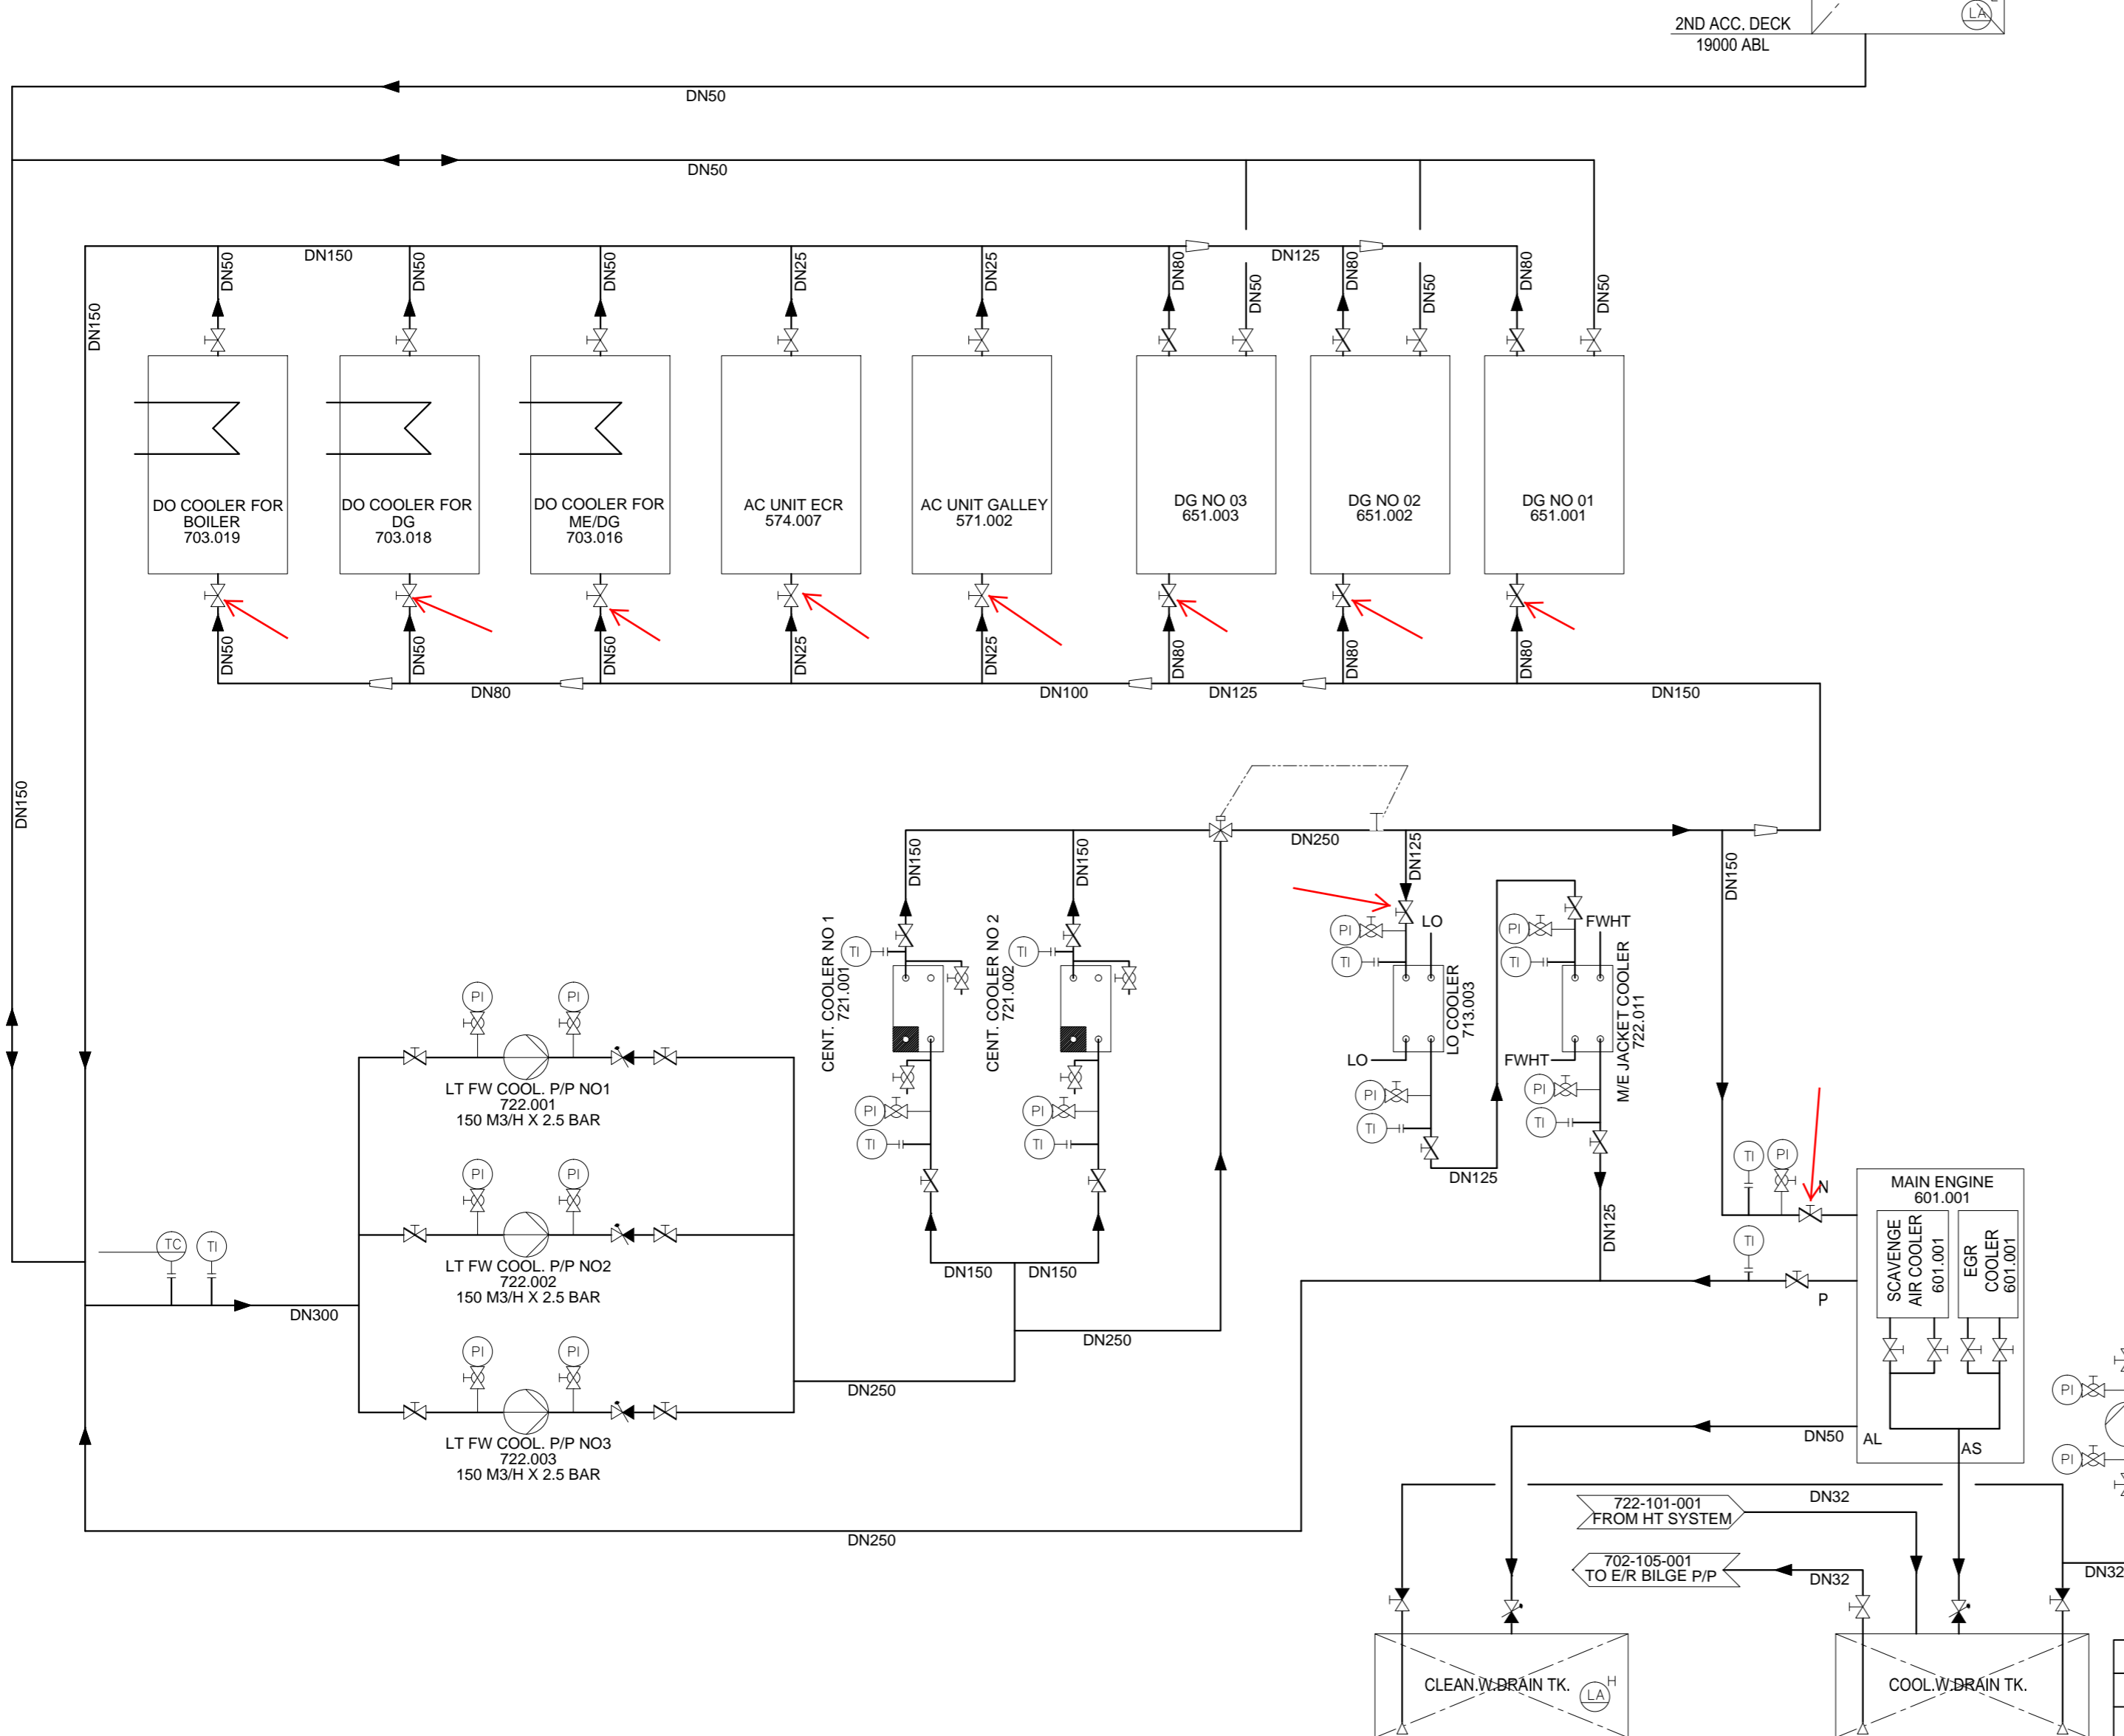 2ND ACC. DECK
19000 ABL
LA
DN50
DN50
DN150
DN125
DN50
DN50
DN50
DN25
DN25
DN80
DN50
DN80
DN50
DN80
DN50
DN150
DO COOLER FOR
BOILER
703.019
DO COOLER FOR
DG
703.018
DO COOLER FOR
ME/DG
703.016
AC UNIT ECR
574.007
AC UNIT GALLEY
571.002
DG NO 03
651.003
DG NO 02
651.002
DG NO 01
651.001
DN50
DN50
DN50
DN25
DN25
DN80
DN80
DN80
DN80
DN100
DN125
DN150
DN150
DN250
DN150
DN150
DN125
DN150
CENT. COOLER NO 1
721.001
TI
PI
TI
CENT. COOLER NO 2
721.002
TI
PI
TI
DN150
DN150
PI
TI
LO
LO
LO COOLER
713.003
PI
TI
DN125
PI
TI
FWHT
FWHT
M/E JACKET COOLER
722.011
PI
TI
DN125
PI
PI
LT FW COOL. P/P NO1
722.001
150 M3/H X 2.5 BAR
PI
PI
LT FW COOL. P/P NO2
722.002
150 M3/H X 2.5 BAR
PI
PI
LT FW COOL. P/P NO3
722.003
150 M3/H X 2.5 BAR
TC
TI
DN300
DN250
DN250
DN250
TI
PI
N
TI
P
MAIN ENGINE
601.001
SCAVENGE
AIR COOLER
601.001
EGR
COOLER
601.001
DN50
AL
AS
PI
PI
DN32
722-101-001
FROM HT SYSTEM
702-105-001
TO E/R BILGE P/P
DN32
DN32
CLEAN.W.DRAIN TK.
LA
H
COOL.W.DRAIN TK.